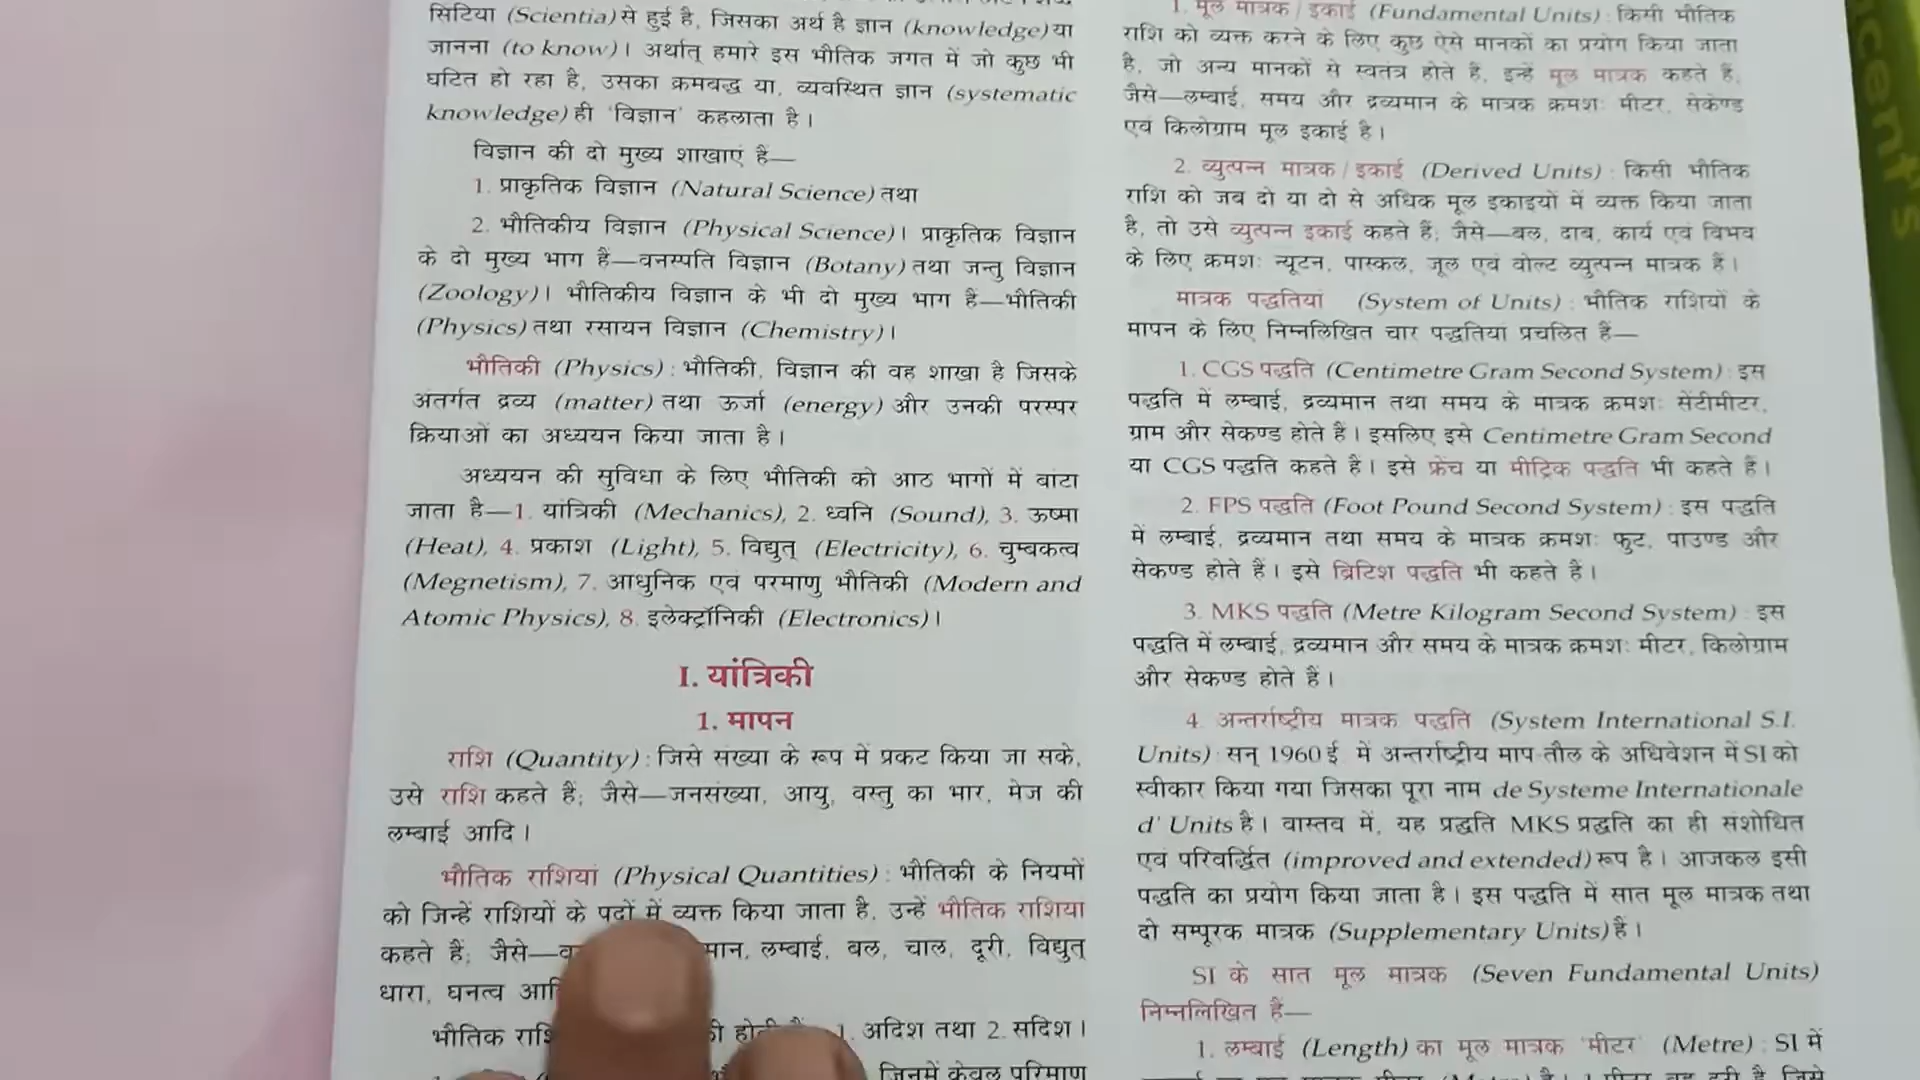 सिटिया (Scientia) से हुई है, जिसका अर्थ है ज्ञान (knowledge) या
जानना (to know)। अर्थात् हमारे इस भौतिक जगत में जो कुछ भी
घटित हो रहा है, उसका क्रमबद्ध या, व्यवस्थित ज्ञान (systematic
knowledge) ही 'विज्ञान' कहलाता है।
विज्ञान की दो मुख्य शाखाएं हैं—
1. प्राकृतिक विज्ञान (Natural Science) तथा
2. भौतिकीय विज्ञान (Physical Science)। प्राकृतिक विज्ञान
के दो मुख्य भाग हैं—वनस्पति विज्ञान (Botany) तथा जन्तु विज्ञान
(Zoology)। भौतिकीय विज्ञान के भी दो मुख्य भाग हैं—भौतिकी
(Physics) तथा रसायन विज्ञान (Chemistry)।
भौतिकी (Physics) : भौतिकी, विज्ञान की वह शाखा है जिसके
अंतर्गत द्रव्य (matter) तथा ऊर्जा (energy) और उनकी परस्पर
क्रियाओं का अध्ययन किया जाता है।
अध्ययन की सुविधा के लिए भौतिकी को आठ भागों में बांटा
जाता है—1. यांत्रिकी (Mechanics), 2. ध्वनि (Sound), 3. ऊष्मा
(Heat), 4. प्रकाश (Light), 5. विद्युत् (Electricity), 6. चुम्बकत्व
(Megnetism), 7. आधुनिक एवं परमाणु भौतिकी (Modern and
Atomic Physics), 8. इलेक्ट्रॉनिकी (Electronics)।
I. यांत्रिकी
1. मापन
राशि (Quantity) : जिसे संख्या के रूप में प्रकट किया जा सके,
उसे राशि कहते हैं; जैसे—जनसंख्या, आयु, वस्तु का भार, मेज की
लम्बाई आदि।
भौतिक राशियां (Physical Quantities) : भौतिकी के नियमों
को जिन्हें राशियों के पदों में व्यक्त किया जाता है, उन्हें भौतिक राशियां
कहते हैं; जैसे— मान, लम्बाई, बल, चाल, दूरी, विद्युत्
धारा, घनत्व
भौतिक 1. अदिश तथा 2. सदिश।
जिनमें केवल परिमाण
1. मूल मात्रक / इकाई (Fundamental Units) : किसी भौतिक
राशि को व्यक्त करने के लिए कुछ ऐसे मानकों का प्रयोग किया जाता
है, जो अन्य मानकों से स्वतंत्र होते हैं, इन्हें मूल मात्रक कहते हैं,
जैसे—लम्बाई, समय और द्रव्यमान के मात्रक क्रमशः मीटर, सेकेण्ड
एवं किलोग्राम मूल इकाई है।
2. व्युत्पन्न मात्रक / इकाई (Derived Units) : किसी भौतिक
राशि को जब दो या दो से अधिक मूल इकाइयों में व्यक्त किया जाता
है, तो उसे व्युत्पन्न इकाई कहते हैं; जैसे—बल, दाब, कार्य एवं विभव
के लिए क्रमशः न्यूटन, पास्कल, जूल एवं वोल्ट व्युत्पन्न मात्रक हैं।
मात्रक पद्धतियां (System of Units) : भौतिक राशियों के
मापन के लिए निम्नलिखित चार पद्धतियां प्रचलित हैं—
1. CGS पद्धति (Centimetre Gram Second System) : इस
पद्धति में लम्बाई, द्रव्यमान तथा समय के मात्रक क्रमशः सेंटीमीटर,
ग्राम और सेकण्ड होते हैं। इसलिए इसे Centimetre Gram Second
या CGS पद्धति कहते हैं। इसे फ्रेंच या मीट्रिक पद्धति भी कहते हैं।
2. FPS पद्धति (Foot Pound Second System) : इस पद्धति
में लम्बाई, द्रव्यमान तथा समय के मात्रक क्रमशः फुट, पाउण्ड और
सेकण्ड होते हैं। इसे ब्रिटिश पद्धति भी कहते हैं।
3. MKS पद्धति (Metre Kilogram Second System) : इस
पद्धति में लम्बाई, द्रव्यमान और समय के मात्रक क्रमशः मीटर, किलोग्राम
और सेकण्ड होते हैं।
4. अन्तर्राष्ट्रीय मात्रक पद्धति (System International S.I.
Units) : सन् 1960 ई. में अन्तर्राष्ट्रीय माप-तौल के अधिवेशन में SI को
स्वीकार किया गया जिसका पूरा नाम de Systeme Internationale
d' Units है। वास्तव में, यह प्रद्धति MKS प्रद्धति का ही संशोधित
एवं परिवर्द्धित (improved and extended) रूप है। आजकल इसी
पद्धति का प्रयोग किया जाता है। इस पद्धति में सात मूल मात्रक तथा
दो सम्पूरक मात्रक (Supplementary Units) हैं।
SI के सात मूल मात्रक (Seven Fundamental Units)
निम्नलिखित हैं—
1. लम्बाई (Length) का मूल मात्रक 'मीटर' (Metre) : SI में